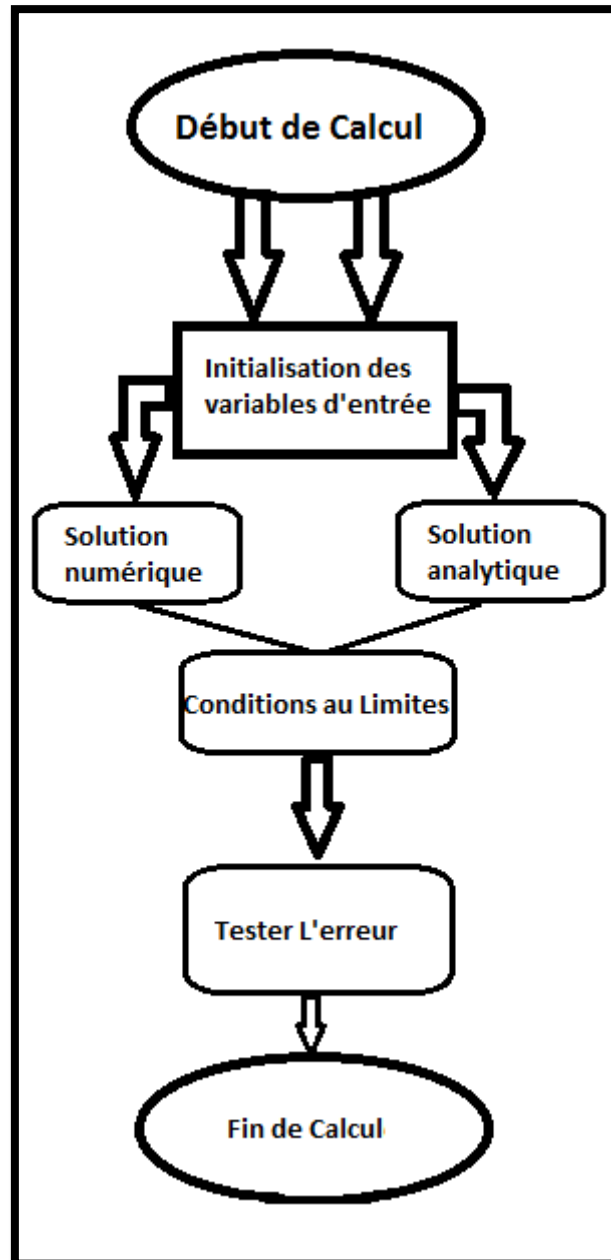 Début de Calcul
Initialisation des
variables d'entrée
Solution
numérique
Solution
analytique
Conditions au Limites
Tester L'erreur
Fin de Calcul